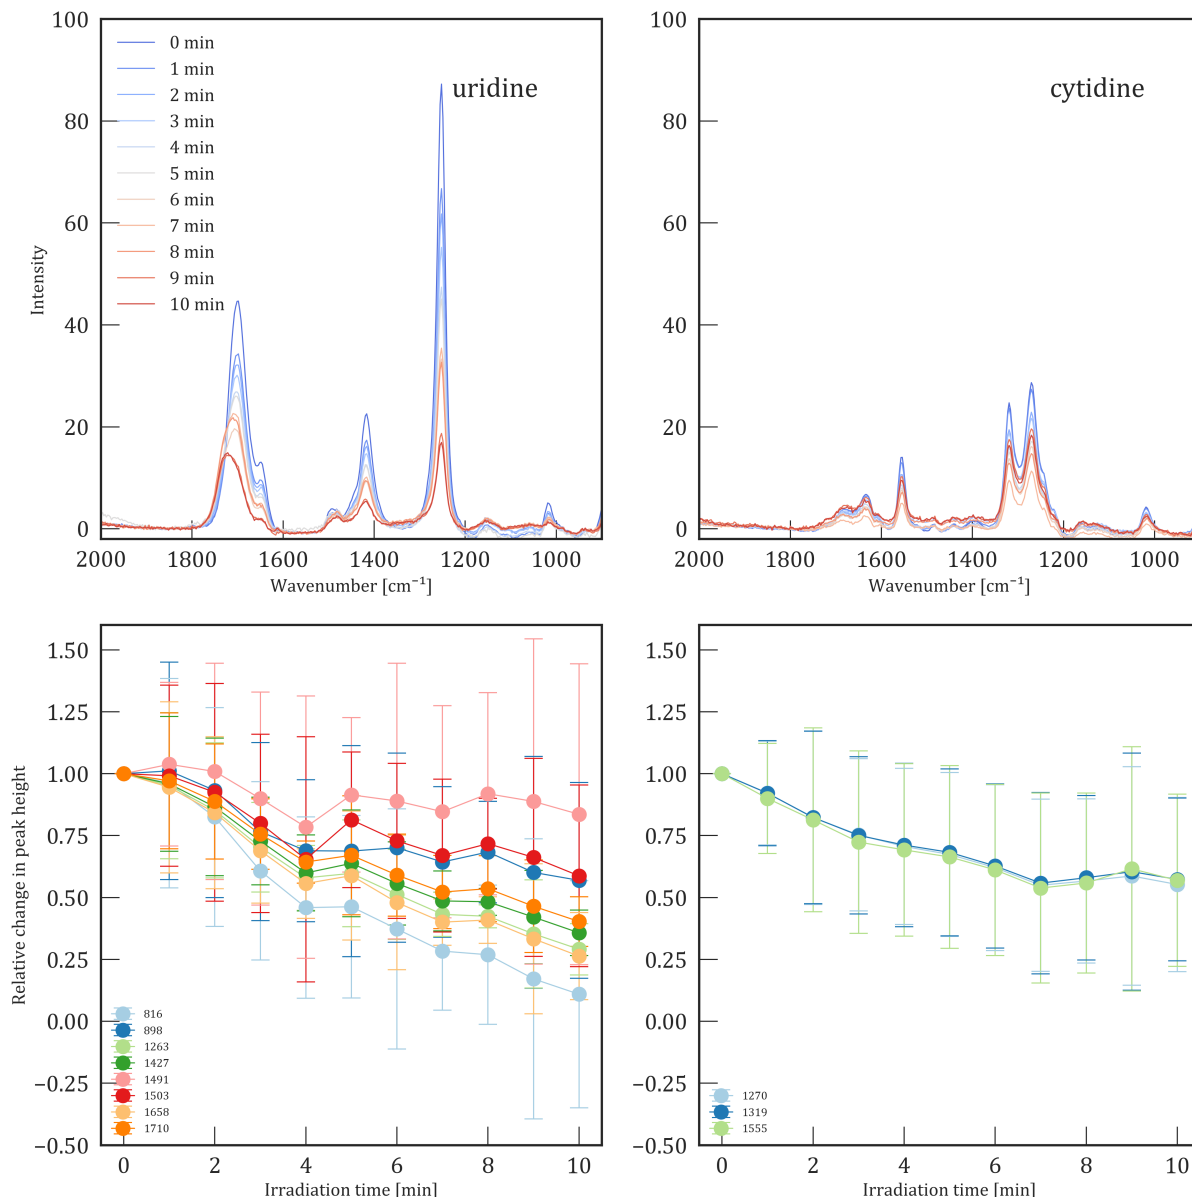 100
80
60
40
20
0
Intensity
0 min
1 min
2 min
3 min
4 min
5 min
6 min
7 min
8 min
9 min
10 min
uridine
2000 1800 1600 1400 1200 1000
Wavenumber [cm⁻¹]
100
80
60
40
20
0
cytidine
2000 1800 1600 1400 1200 1000
Wavenumber [cm⁻¹]
1.50
1.25
1.00
0.75
0.50
0.25
0.00
−0.25
−0.50
Relative change in peak height
816
898
1263
1427
1491
1503
1658
1710
0 2 4 6 8 10
Irradiation time [min]
1.50
1.25
1.00
0.75
0.50
0.25
0.00
−0.25
−0.50
1270
1319
1555
0 2 4 6 8 10
Irradiation time [min]